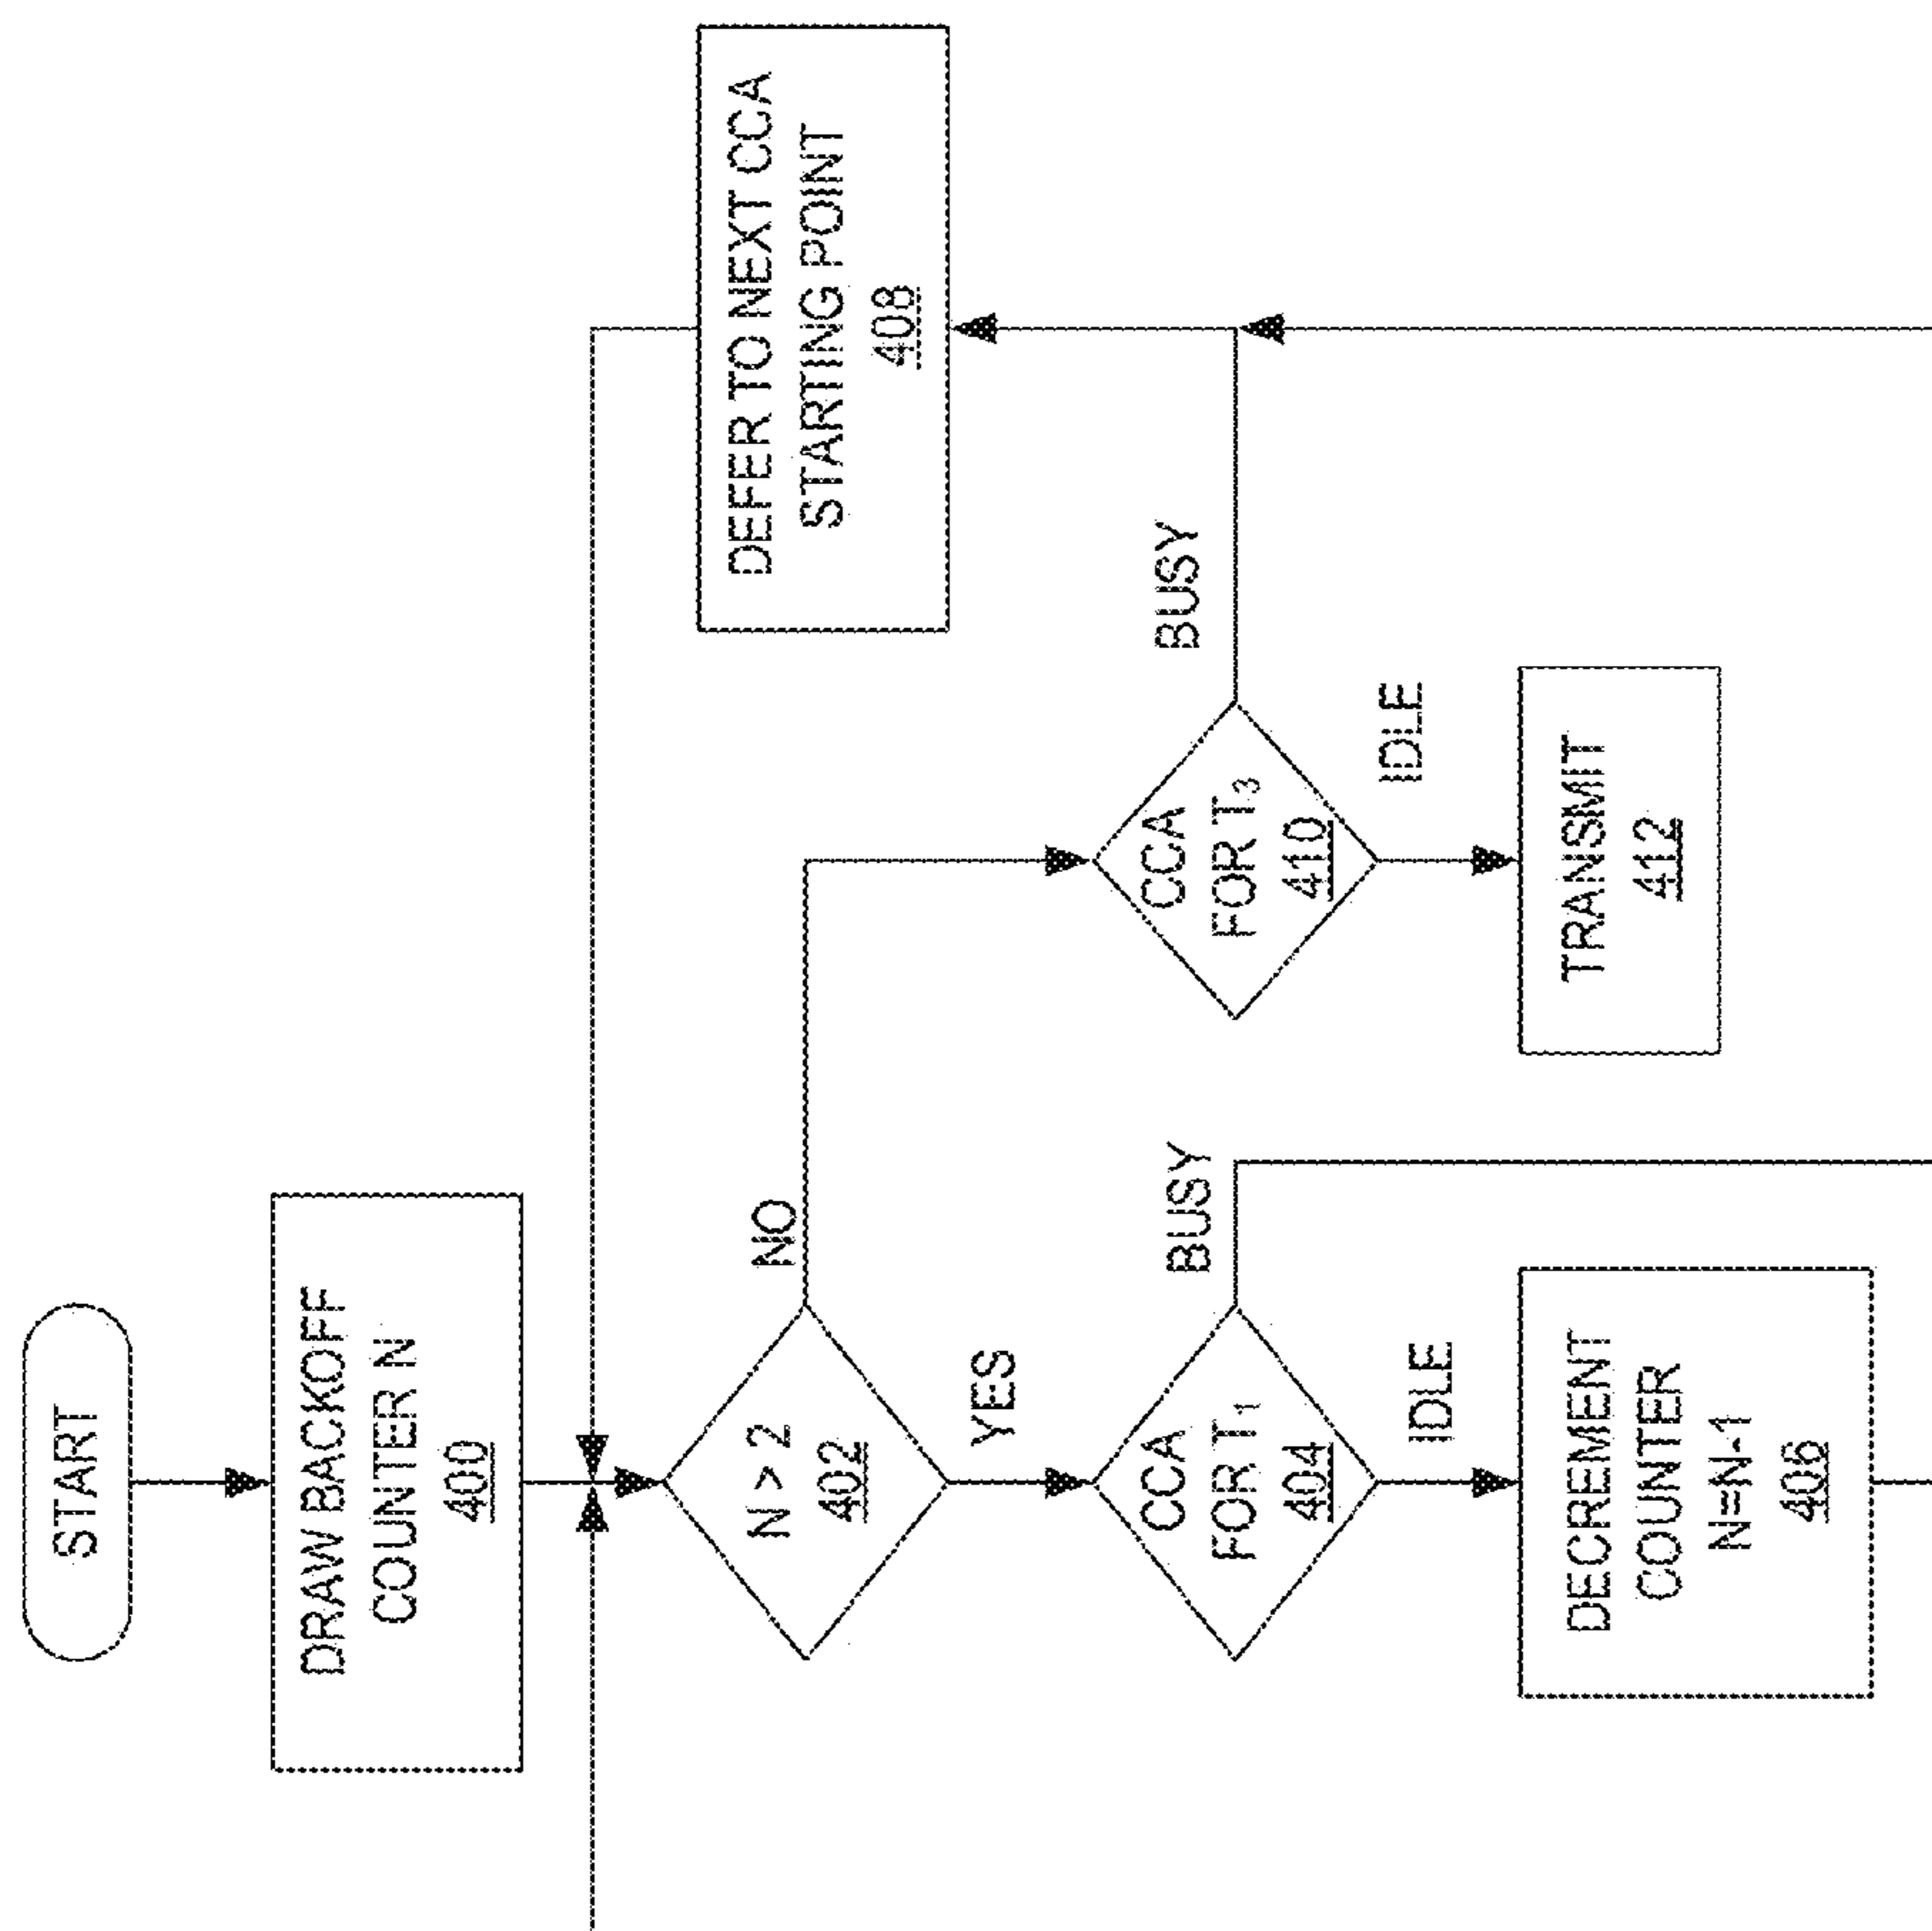 START
DRAW BACKOFF
COUNTER N
400
N > 2
402
NO
YES
CCA
FOR T₁
404
BUSY
IDLE
DECREMENT
COUNTER
N=N-1
406
CCA
FOR T₃
410
BUSY
IDLE
TRANSMIT
412
DEFER TO NEXT CCA
STARTING POINT
408